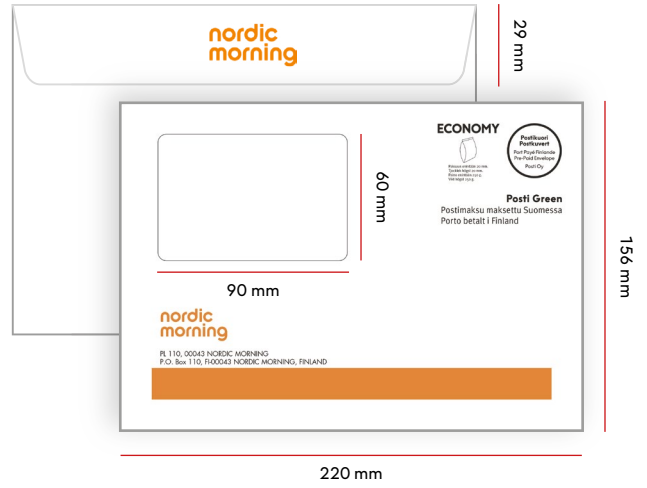 nordic
morning
29 mm
ECONOMY
Postikuori
Postkuvert
Port Payé Finlande
Pre-Paid Envelope
Posti Oy
Posti Green
Postimaksu maksettu Suomessa
Porto betalt i Finland
60 mm
90 mm
156 mm
nordic
morning
PL 110, 00043 NORDIC MORNING
P.O. Box 110, FI-00043 NORDIC MORNING, FINLAND
220 mm